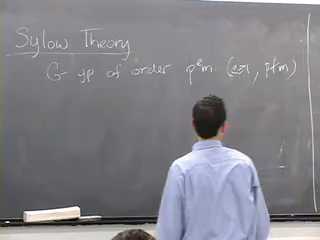 Sylow Theory
G gp of order p^e m. (e≥1, p∤m)